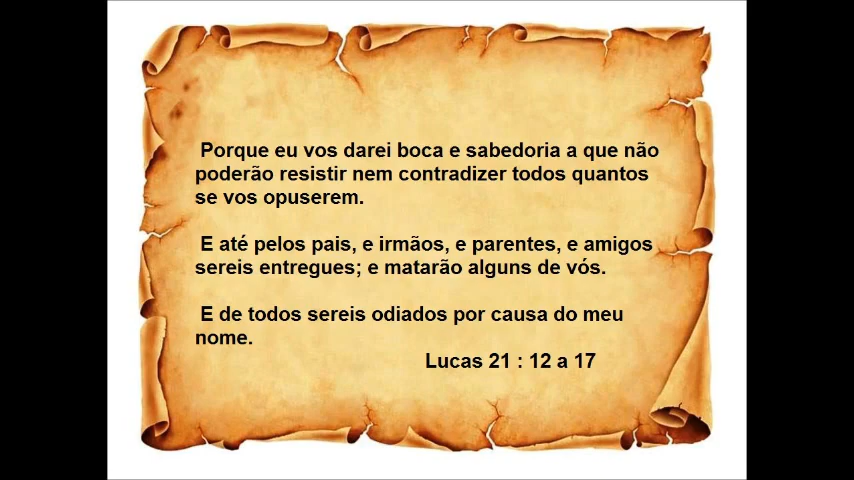 Porque eu vos darei boca e sabedoria a que não
poderão resistir nem contradizer todos quantos
se vos opuserem.
E até pelos pais, e irmãos, e parentes, e amigos
sereis entregues; e matarão alguns de vós.
E de todos sereis odiados por causa do meu
nome.
Lucas 21 : 12 a 17